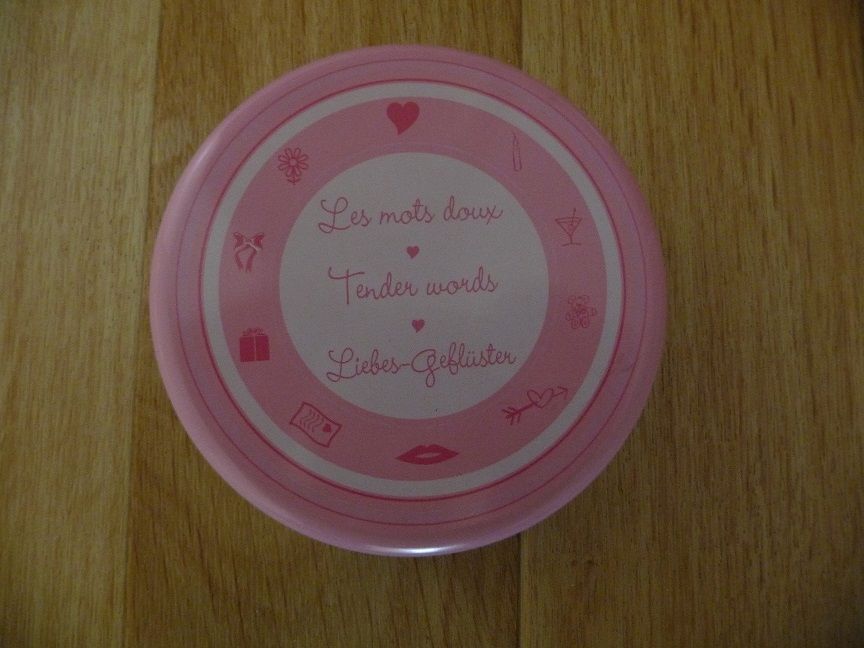 Les mots doux
Tender words
Liebes-Geflüster